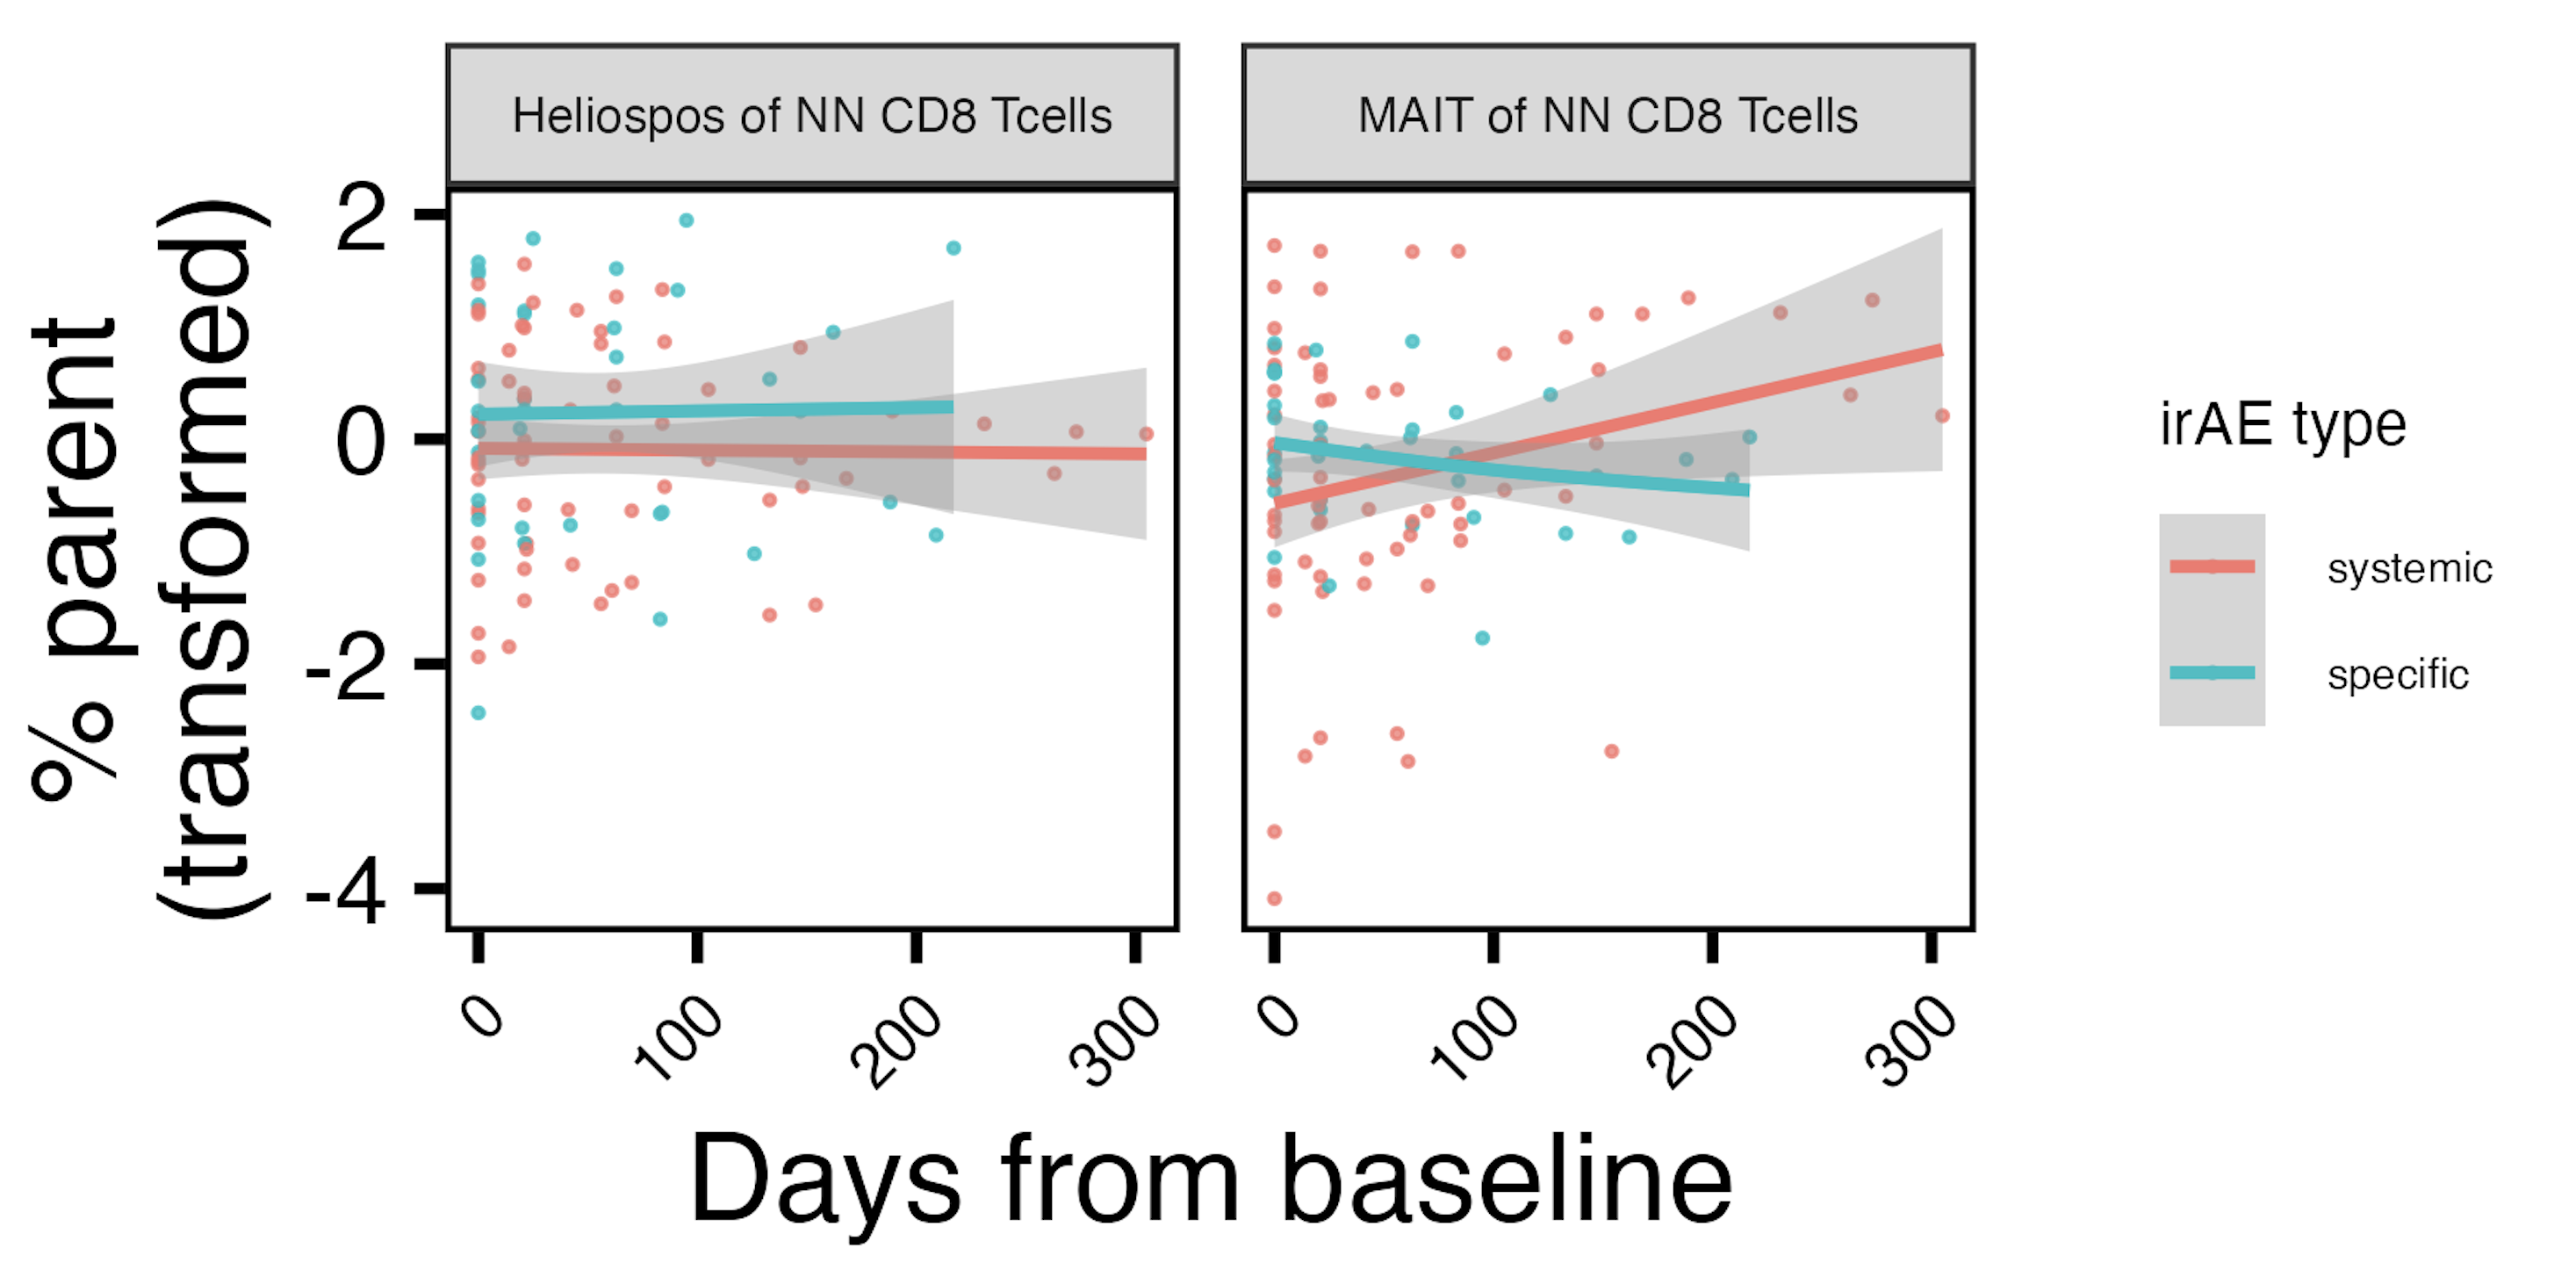 Heliospos of NN CD8 Tcells
MAIT of NN CD8 Tcells
% parent
(transformed)
2
0
-2
-4
0
100
200
300
0
100
200
300
Days from baseline
irAE type
systemic
specific